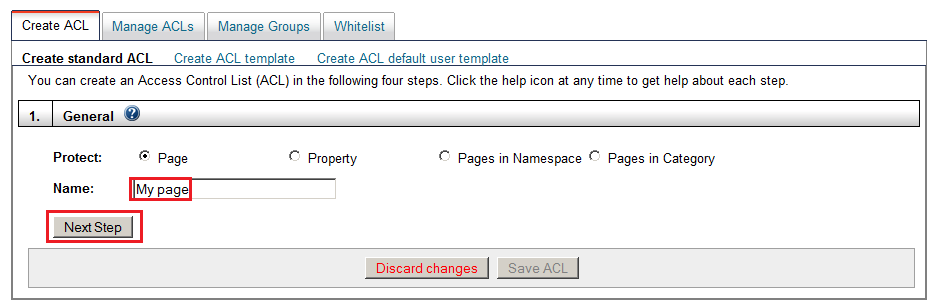 Create ACL Manage ACLs Manage Groups Whitelist
Create standard ACL Create ACL template Create ACL default user template
You can create an Access Control List (ACL) in the following four steps. Click the help icon at any time to get help about each step.
1. General ?
Protect: Page Property Pages in Namespace Pages in Category
Name: My page
Next Step
Discard changes Save ACL